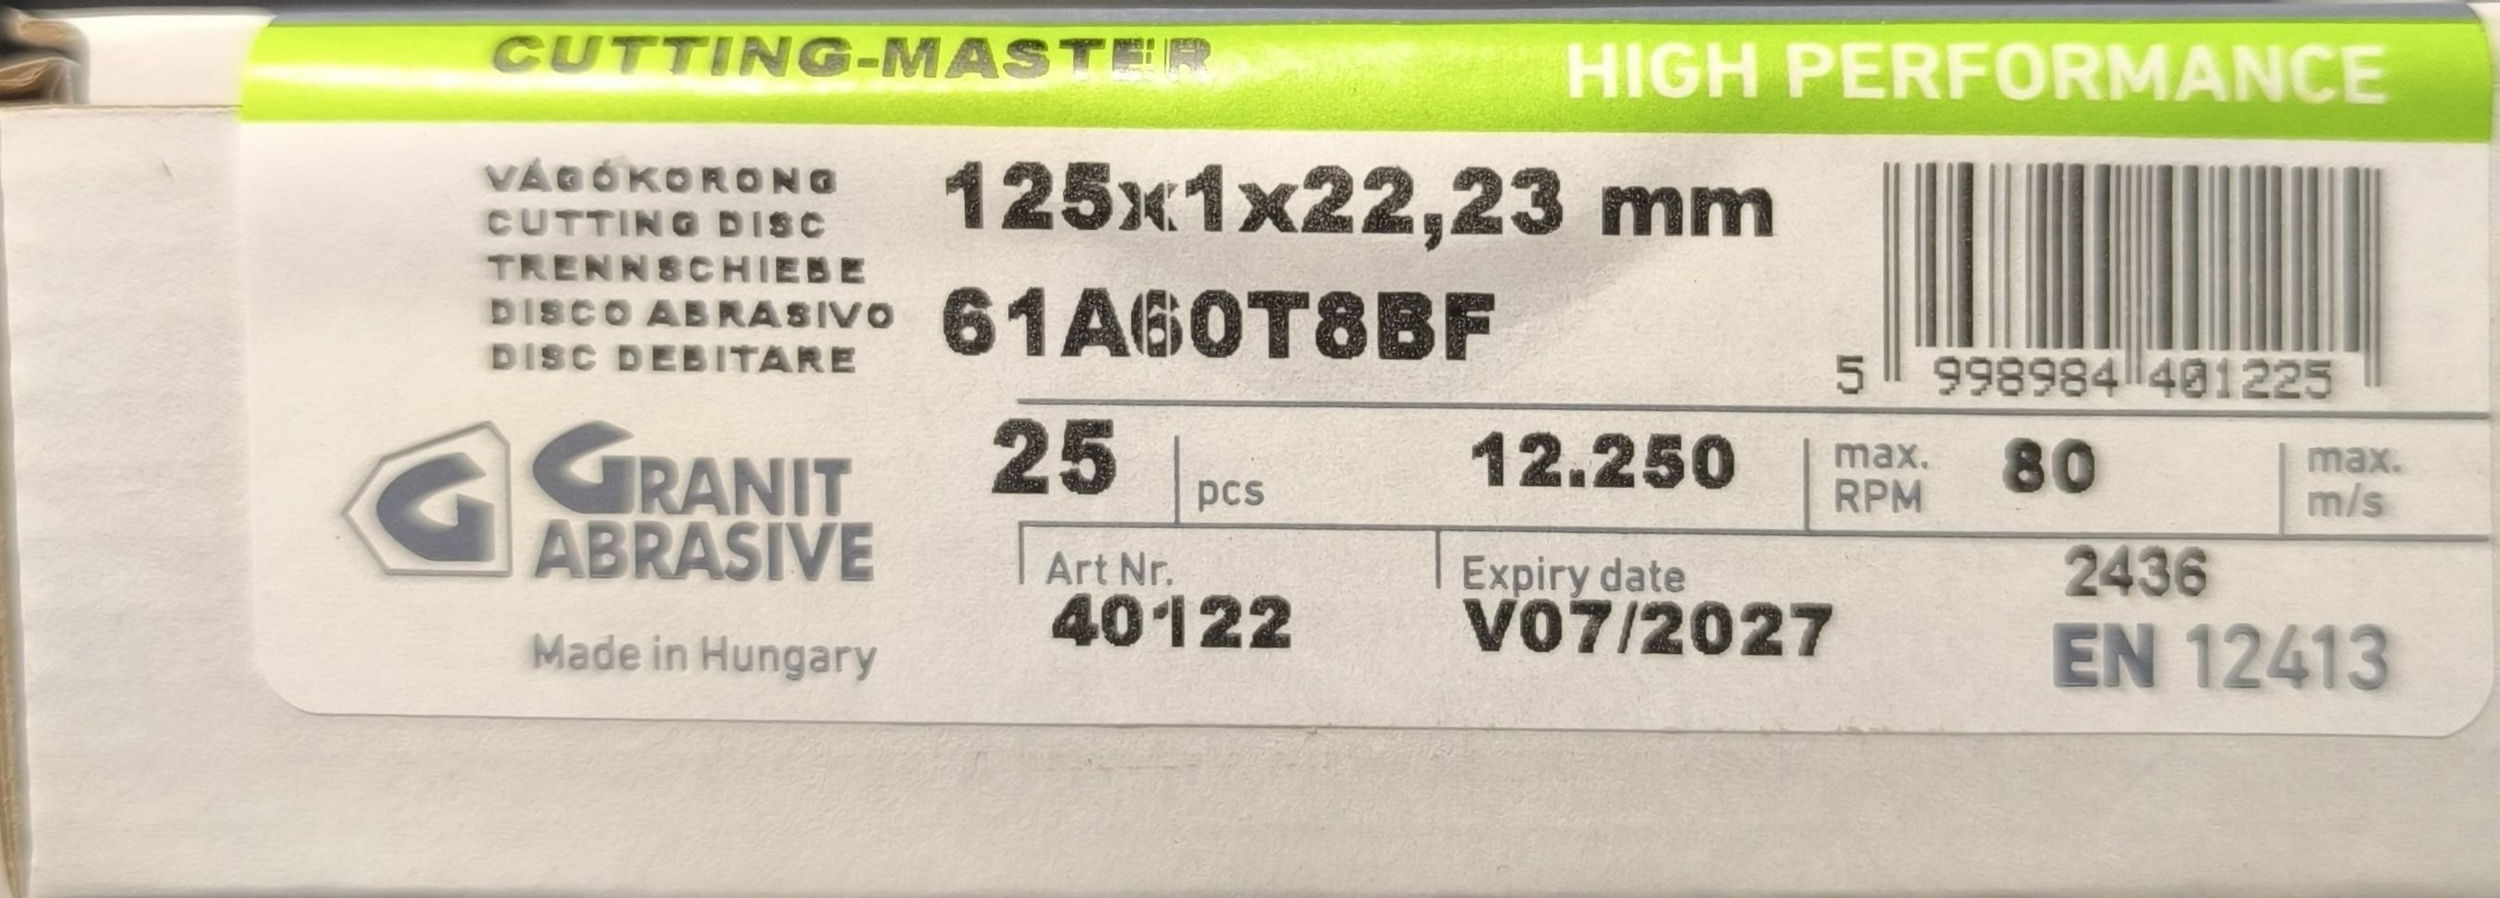 CUTTING-MASTER
HIGH PERFORMANCE
VÁGÓKORONG
CUTTING DISC
TRENNSCHIEBE
DISCO ABRASIVO
DISC DEBITARE
125x1x22,23 mm
61A60T8BF
5 998984 401225
GRANIT
ABRASIVE
Made in Hungary
25 pcs
12.250 max. RPM
80 max. m/s
Art Nr.
40122
Expiry date
V07/2027
2436
EN 12413